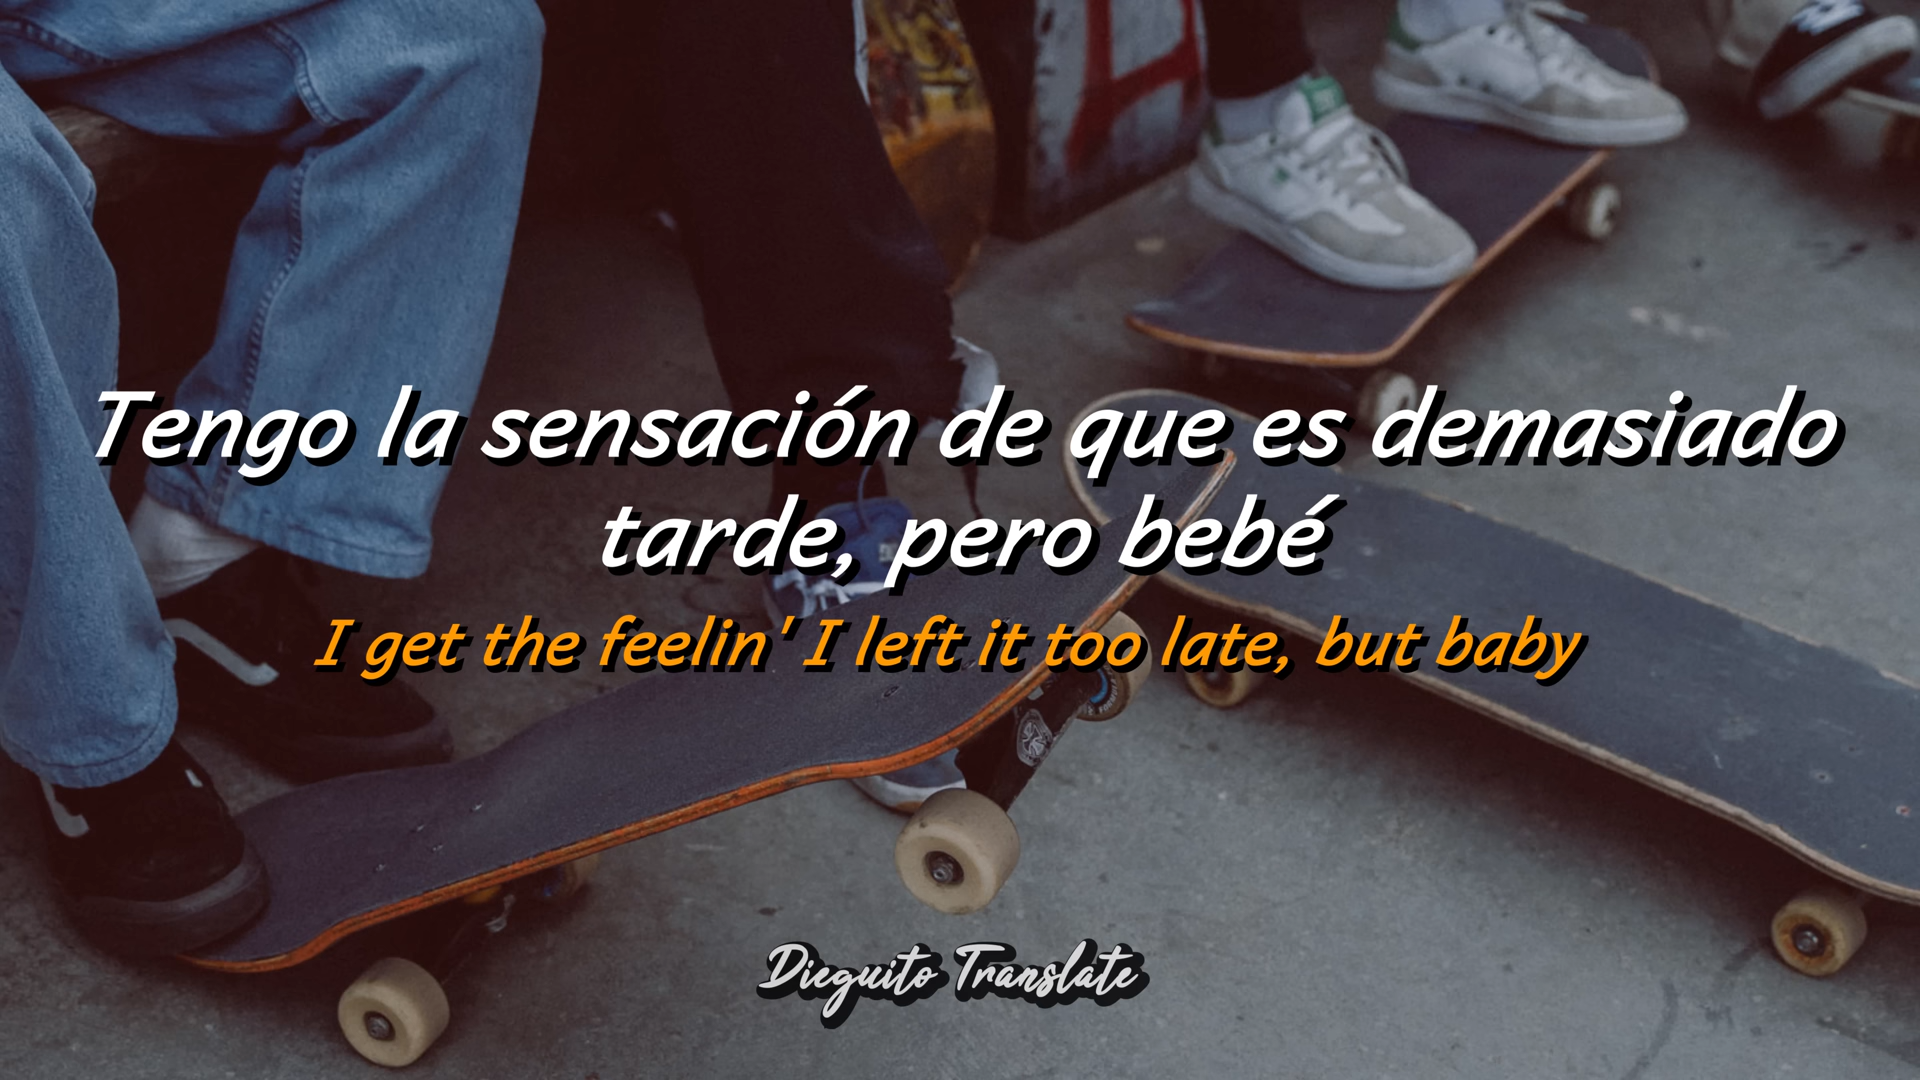 Tengo la sensación de que es demasiado
tarde, pero bebé
I get the feelin' I left it too late, but baby
Dieguito Translate